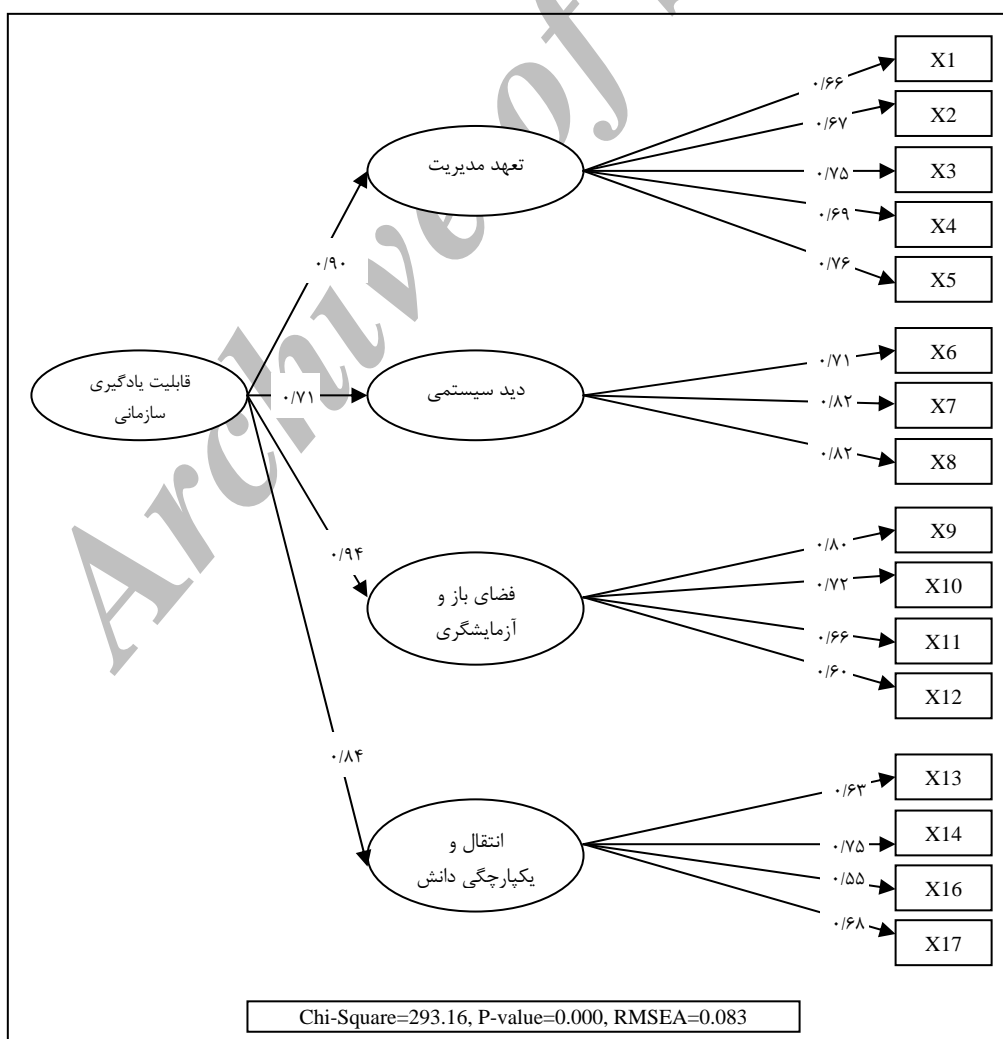 Archive of
X1
۰/۶۶
X2
۰/۶۷
تعهد مدیریت
X3
۰/۷۵
X4
۰/۶۹
X5
۰/۷۶
۰/۹۰
X6
۰/۷۱
قابلیت یادگیری
سازمانی
۰/۷۱
دید سیستمی
X7
۰/۸۲
X8
۰/۸۲
X9
۰/۸۰
۰/۹۴
فضای باز و
آزمایشگری
X10
۰/۷۲
X11
۰/۶۶
X12
۰/۶۰
۰/۸۴
X13
۰/۶۳
انتقال و
یکپارچگی دانش
X14
۰/۷۵
X16
۰/۵۵
X17
۰/۶۸
Chi-Square=293.16, P-value=0.000, RMSEA=0.083